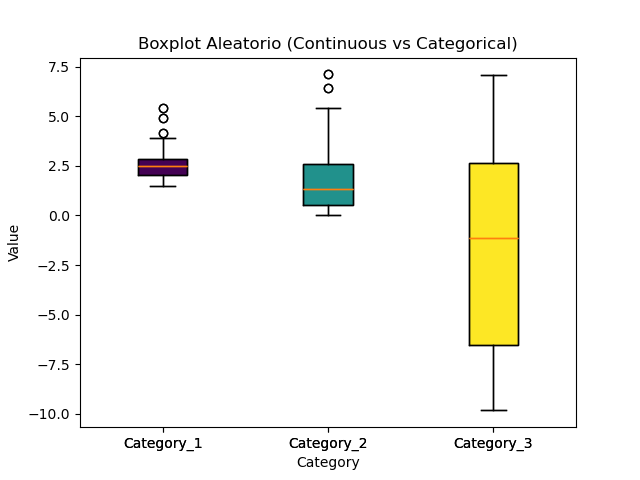 Boxplot Aleatorio (Continuous vs Categorical)
7.5
5.0
2.5
0.0
−2.5
−5.0
−7.5
−10.0
Value
Category_1
Category_2
Category_3
Category